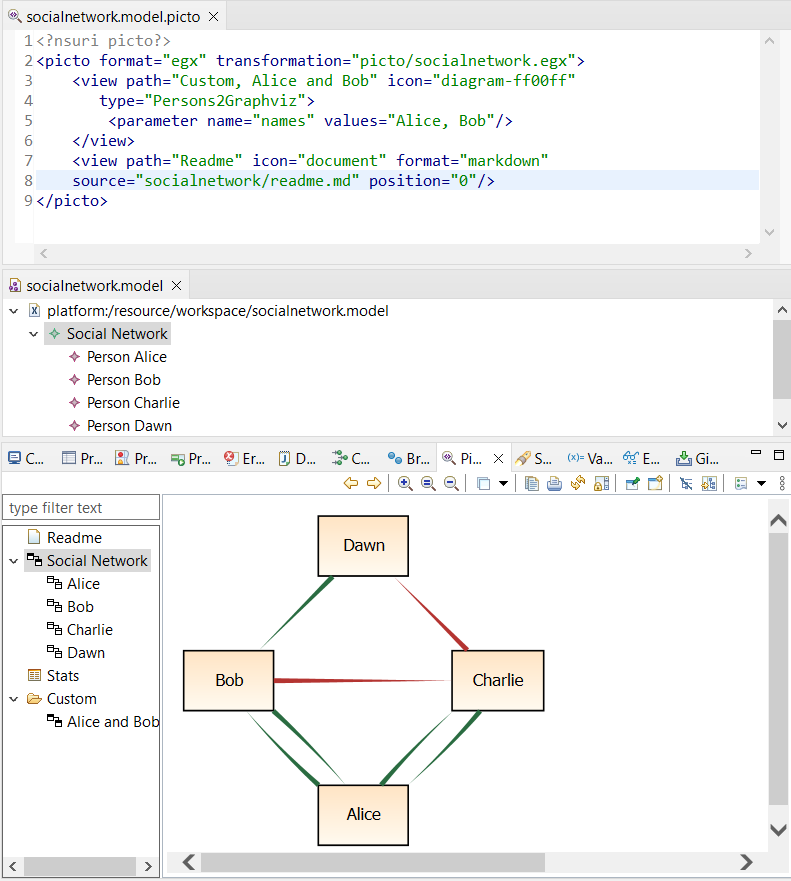 socialnetwork.model.picto
1 <?nsuri picto?>
2 <picto format="egx" transformation="picto/socialnetwork.egx">
3 <view path="Custom, Alice and Bob" icon="diagram-ff00ff"
4 type="Persons2Graphviz">
5 <parameter name="names" values="Alice, Bob"/>
6 </view>
7 <view path="Readme" icon="document" format="markdown"
8 source="socialnetwork/readme.md" position="0"/>
9 </picto>
socialnetwork.model
platform:/resource/workspace/socialnetwork.model
Social Network
Person Alice
Person Bob
Person Charlie
Person Dawn
C... Pr... Pr... Pr... Er... D... C... Br... Pi... S... (x)= Va... E... Gi...
type filter text
Readme
Social Network
Alice
Bob
Charlie
Dawn
Stats
Custom
Alice and Bob
Dawn
Bob
Charlie
Alice